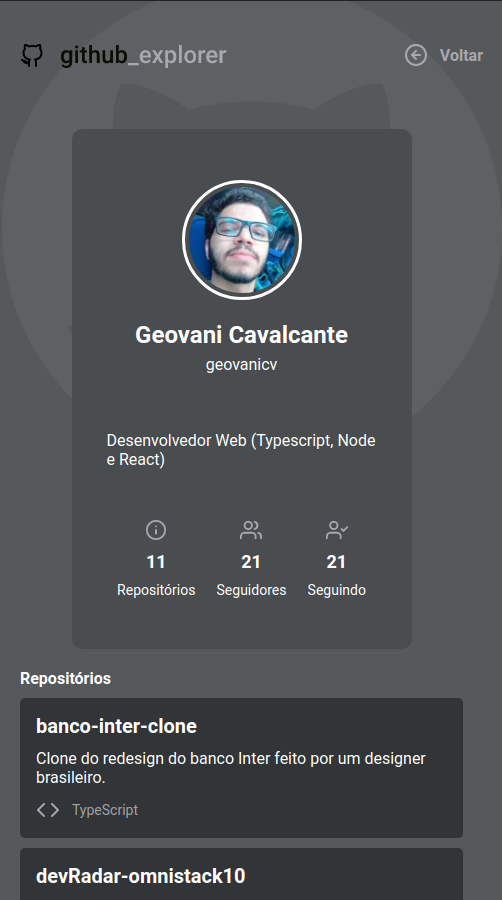 github_explorer
Voltar
Geovani Cavalcante
geovanicv
Desenvolvedor Web (Typescript, Node
e React)
11
21
21
Repositórios
Seguidores
Seguindo
Repositórios
banco-inter-clone
Clone do redesign do banco Inter feito por um designer
brasileiro.
TypeScript
devRadar-omnistack10